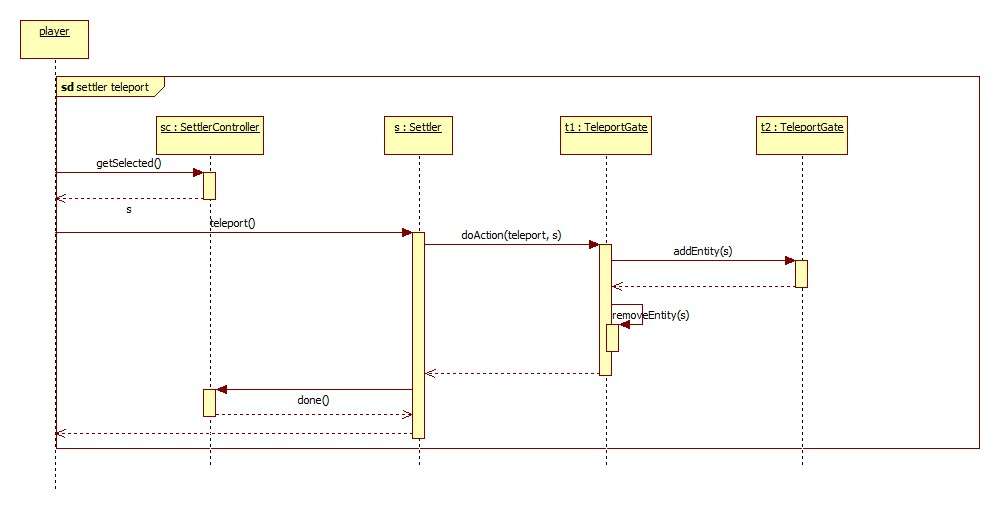 player
sd settler teleport
sc : SettlerController
s : Settler
t1 : TeleportGate
t2 : TeleportGate
getSelected()
s
teleport()
doAction(teleport, s)
addEntity(s)
removeEntity(s)
done()